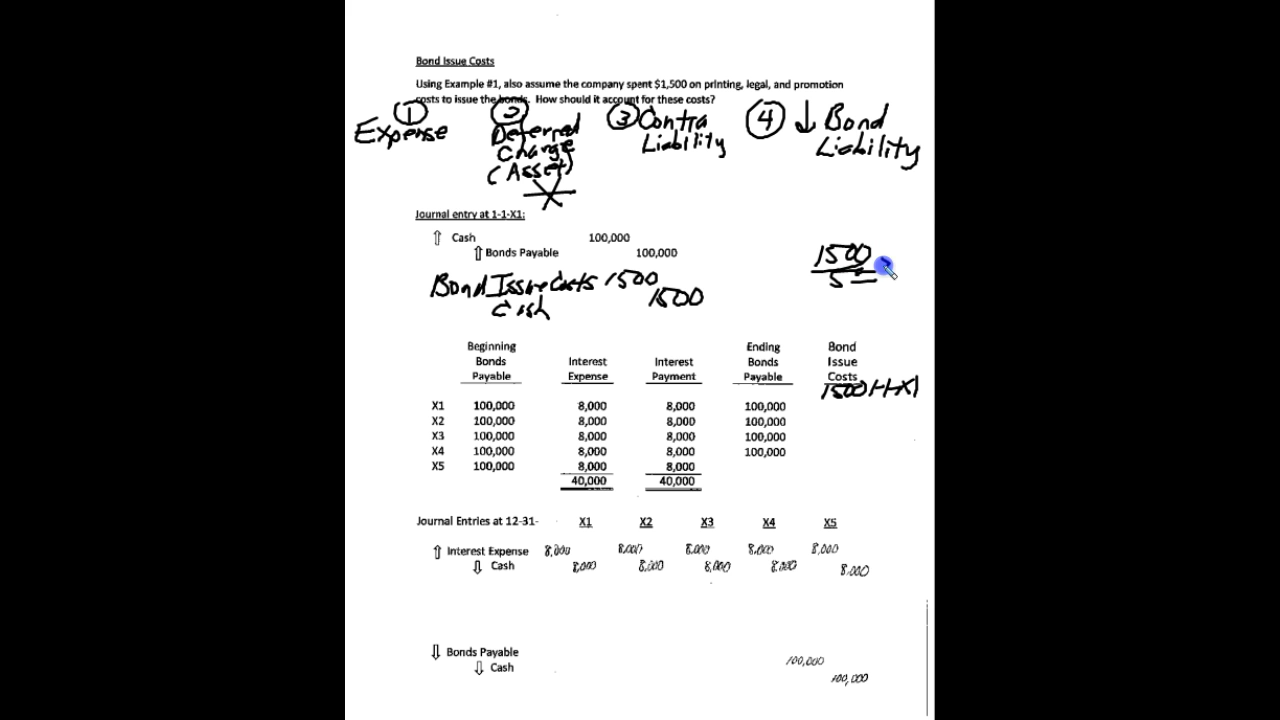 Bond Issue Costs
Using Example #1, also assume the company spent $1,500 on printing, legal, and promotion
costs to issue the bonds. How should it account for these costs?
① ② ③ Contra ④ ↓ Bond
Expense Deferred Liability Liability
Charge
(Asset)
Journal entry at 1-1-X1:
⇧ Cash 100,000
⇧ Bonds Payable 100,000
1500
5
Bond Issue Costs 1500
Cash 1500
Beginning Ending Bond
Bonds Interest Interest Bonds Issue
Payable Expense Payment Payable Costs
1500 1-1-X1
X1 100,000 8,000 8,000 100,000
X2 100,000 8,000 8,000 100,000
X3 100,000 8,000 8,000 100,000
X4 100,000 8,000 8,000 100,000
X5 100,000 8,000 8,000
40,000 40,000
Journal Entries at 12-31- X1 X2 X3 X4 X5
⇧ Interest Expense 8,000 8,000 8,000 8,000 8,000
⇩ Cash 8,000 8,000 8,000 8,000 8,000
⇩ Bonds Payable 100,000
⇩ Cash 100,000